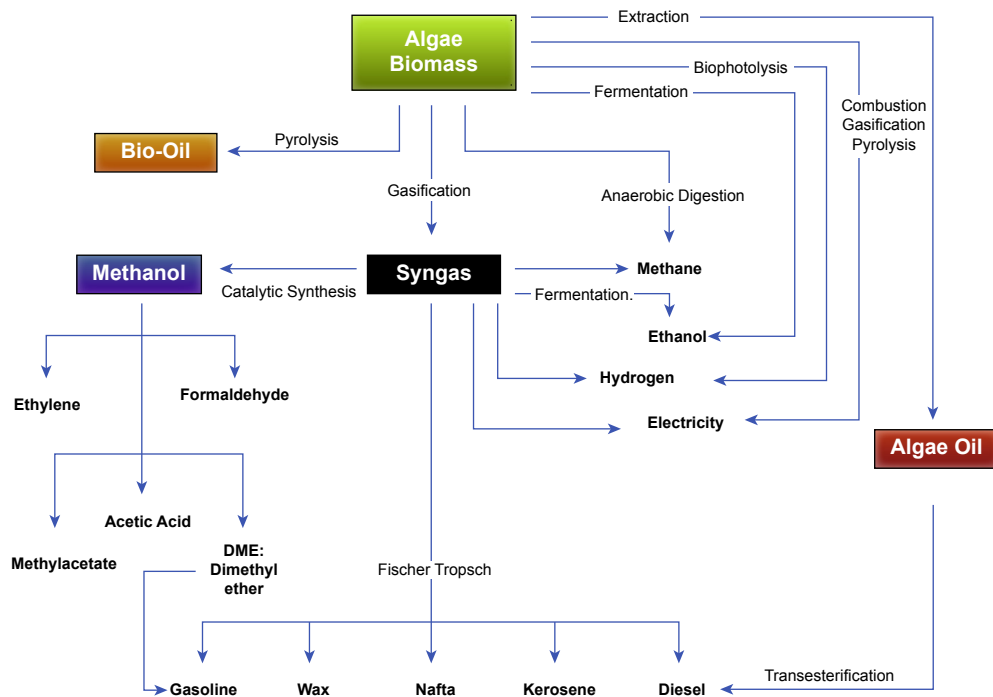 Extraction
Algae
Biomass
Biophotolysis
Fermentation
Combustion
Gasification
Pyrolysis
Bio-Oil
Pyrolysis
Gasification
Anaerobic Digestion
Methanol
Catalytic Synthesis
Syngas
Methane
Fermentation.
Ethanol
Hydrogen
Electricity
Ethylene
Formaldehyde
Algae Oil
Acetic Acid
Methylacetate
DME:
Dimethyl
ether
Fischer Tropsch
Transesterification
Gasoline
Wax
Nafta
Kerosene
Diesel